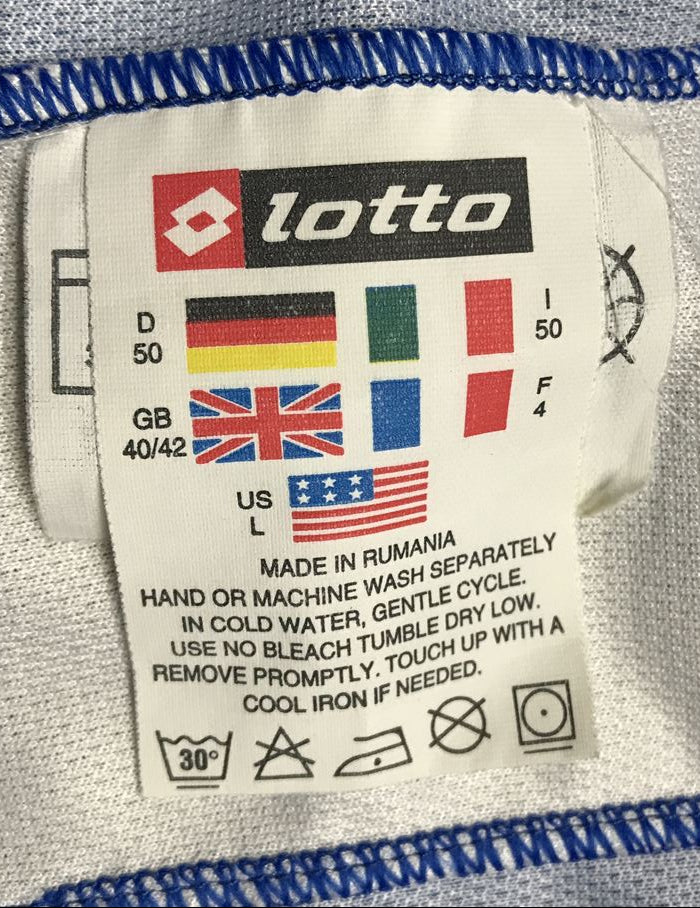 lotto
D
50
I
50
GB
40/42
F
4
US
L
MADE IN RUMANIA
HAND OR MACHINE WASH SEPARATELY
IN COLD WATER, GENTLE CYCLE.
USE NO BLEACH TUMBLE DRY LOW.
REMOVE PROMPTLY. TOUCH UP WITH A
COOL IRON IF NEEDED.
30°